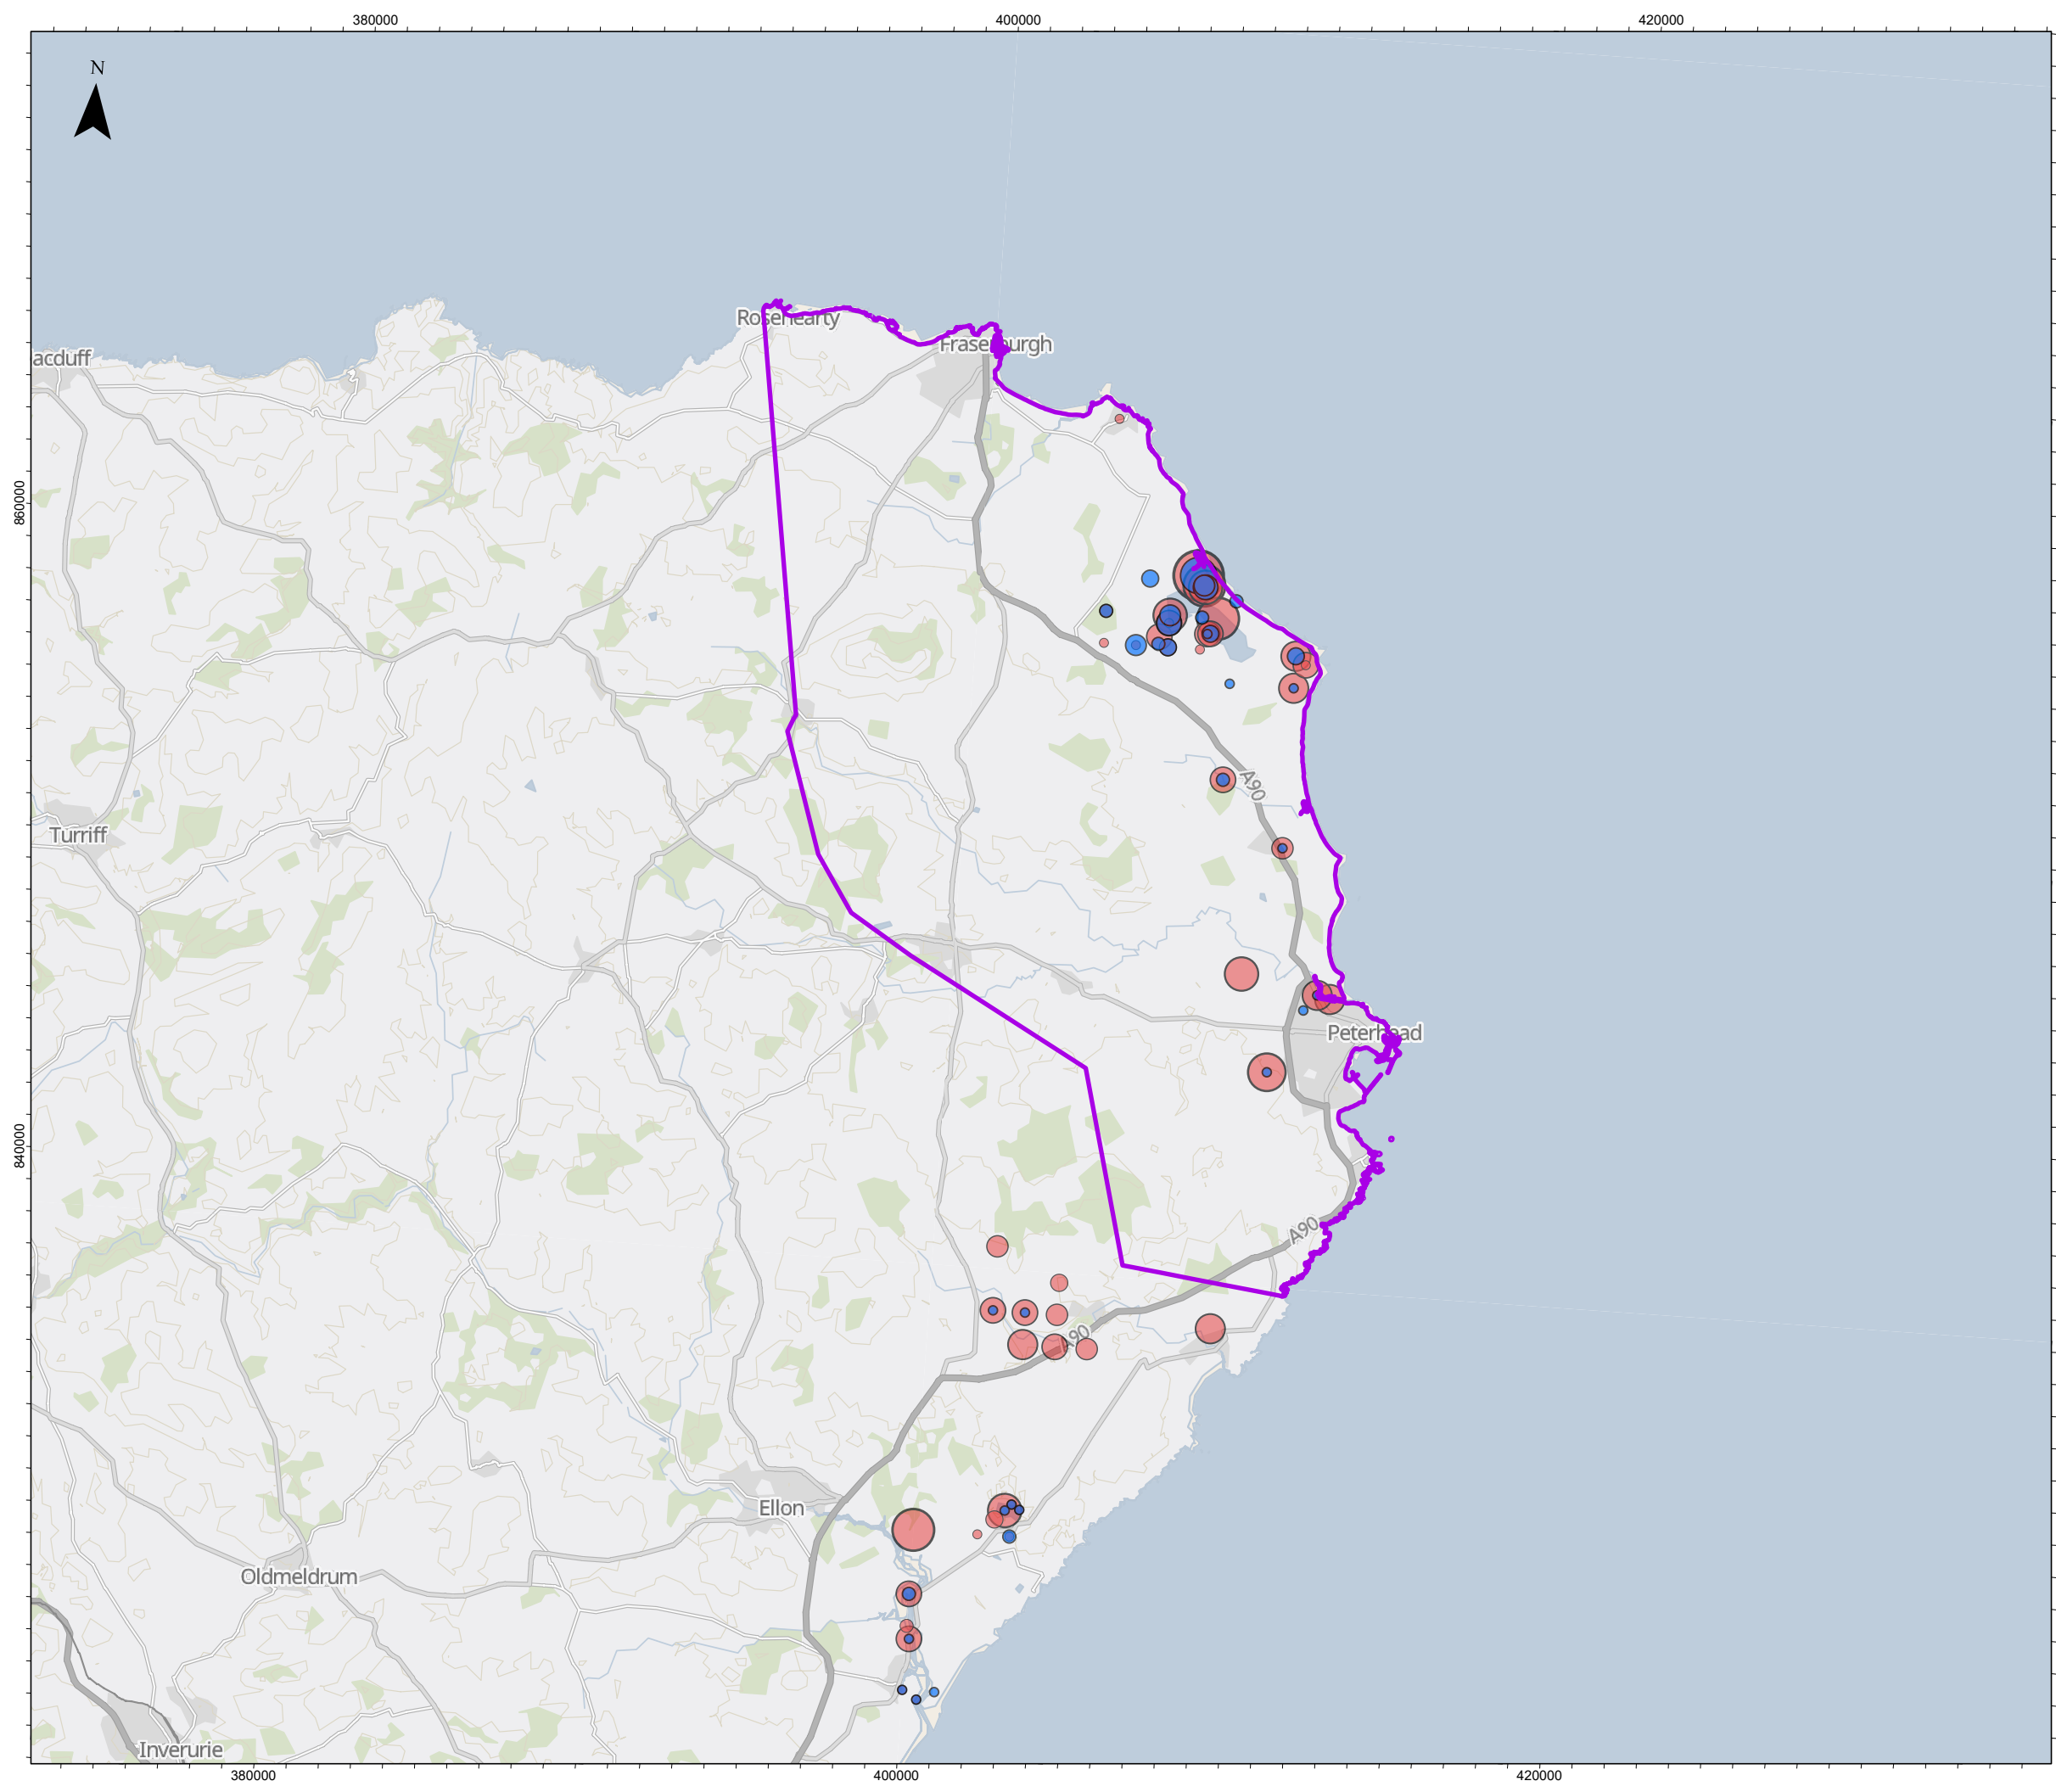 380000 400000 420000
N
Rosehearty
Fraserburgh
acduff
860000
A90
Turriff
Peterhead
840000
A90
A90
Ellon
Oldmeldrum
Inverurie
380000 400000 420000